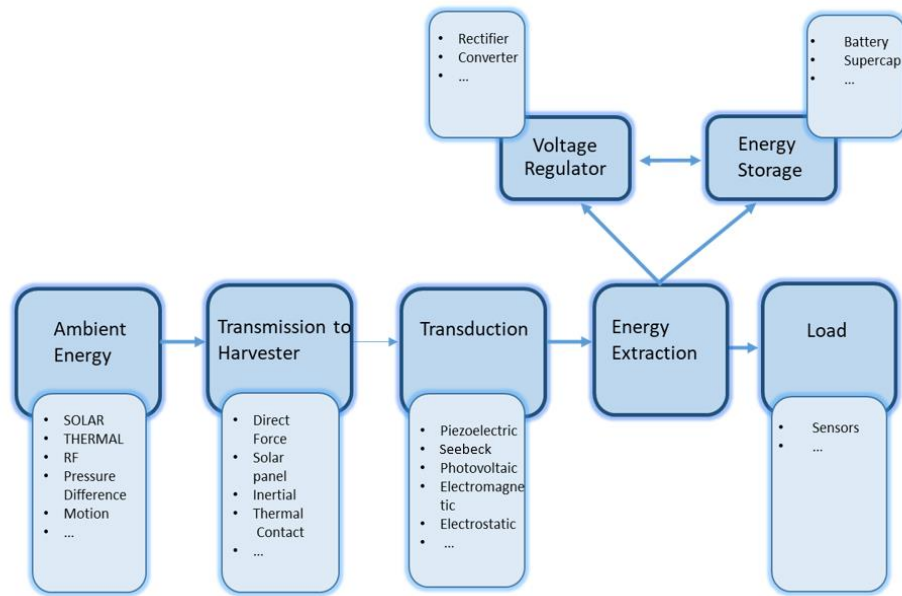 • Rectifier
• Converter
• ...
• Battery
• Supercap
• ...
Voltage
Regulator
Energy
Storage
Ambient
Energy
Transmission to
Harvester
Transduction
Energy
Extraction
Load
• SOLAR
• THERMAL
• RF
• Pressure
Difference
• Motion
• ...
• Direct
Force
• Solar
panel
• Inertial
• Thermal
Contact
• ...
• Piezoelectric
• Seebeck
• Photovoltaic
• Electromagne
tic
• Electrostatic
• ...
• Sensors
• ...